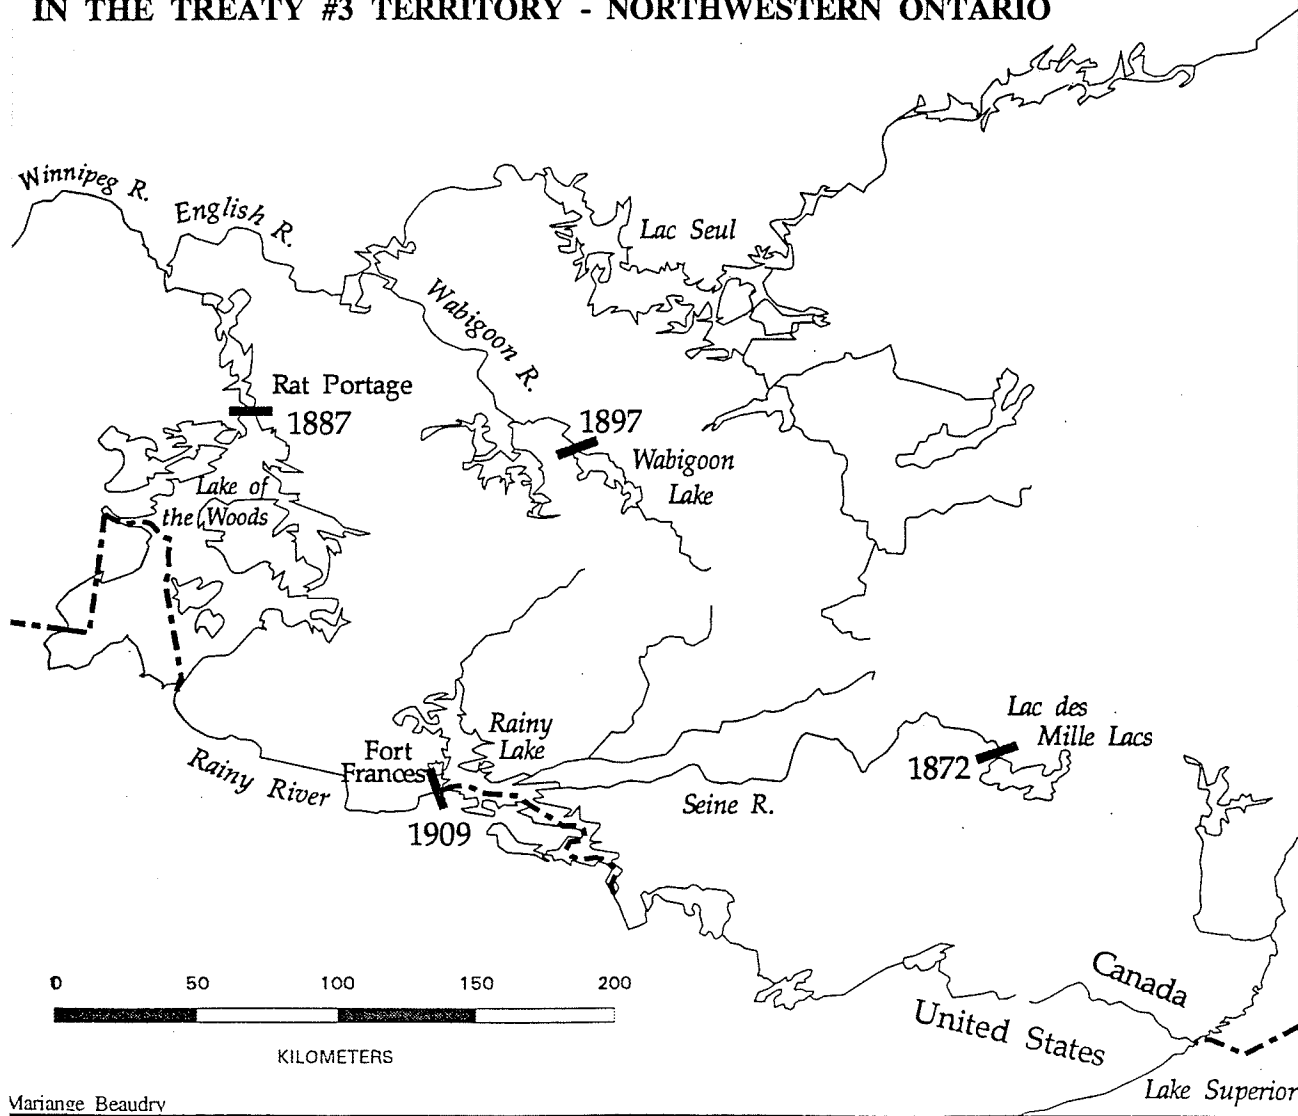 IN THE TREATY #3 TERRITORY - NORTHWESTERN ONTARIO
Winnipeg R.
English R.
Lac Seul
Wabigoon R.
Rat Portage
1887
1897
Wabigoon
Lake
Lake of
the Woods
Rainy
Lake
Lac des
Mille Lacs
1872
Fort
Frances
Rainy River
Seine R.
1909
0 50 100 150 200
KILOMETERS
Canada
United States
Lake Superior
Mariange Beaudry